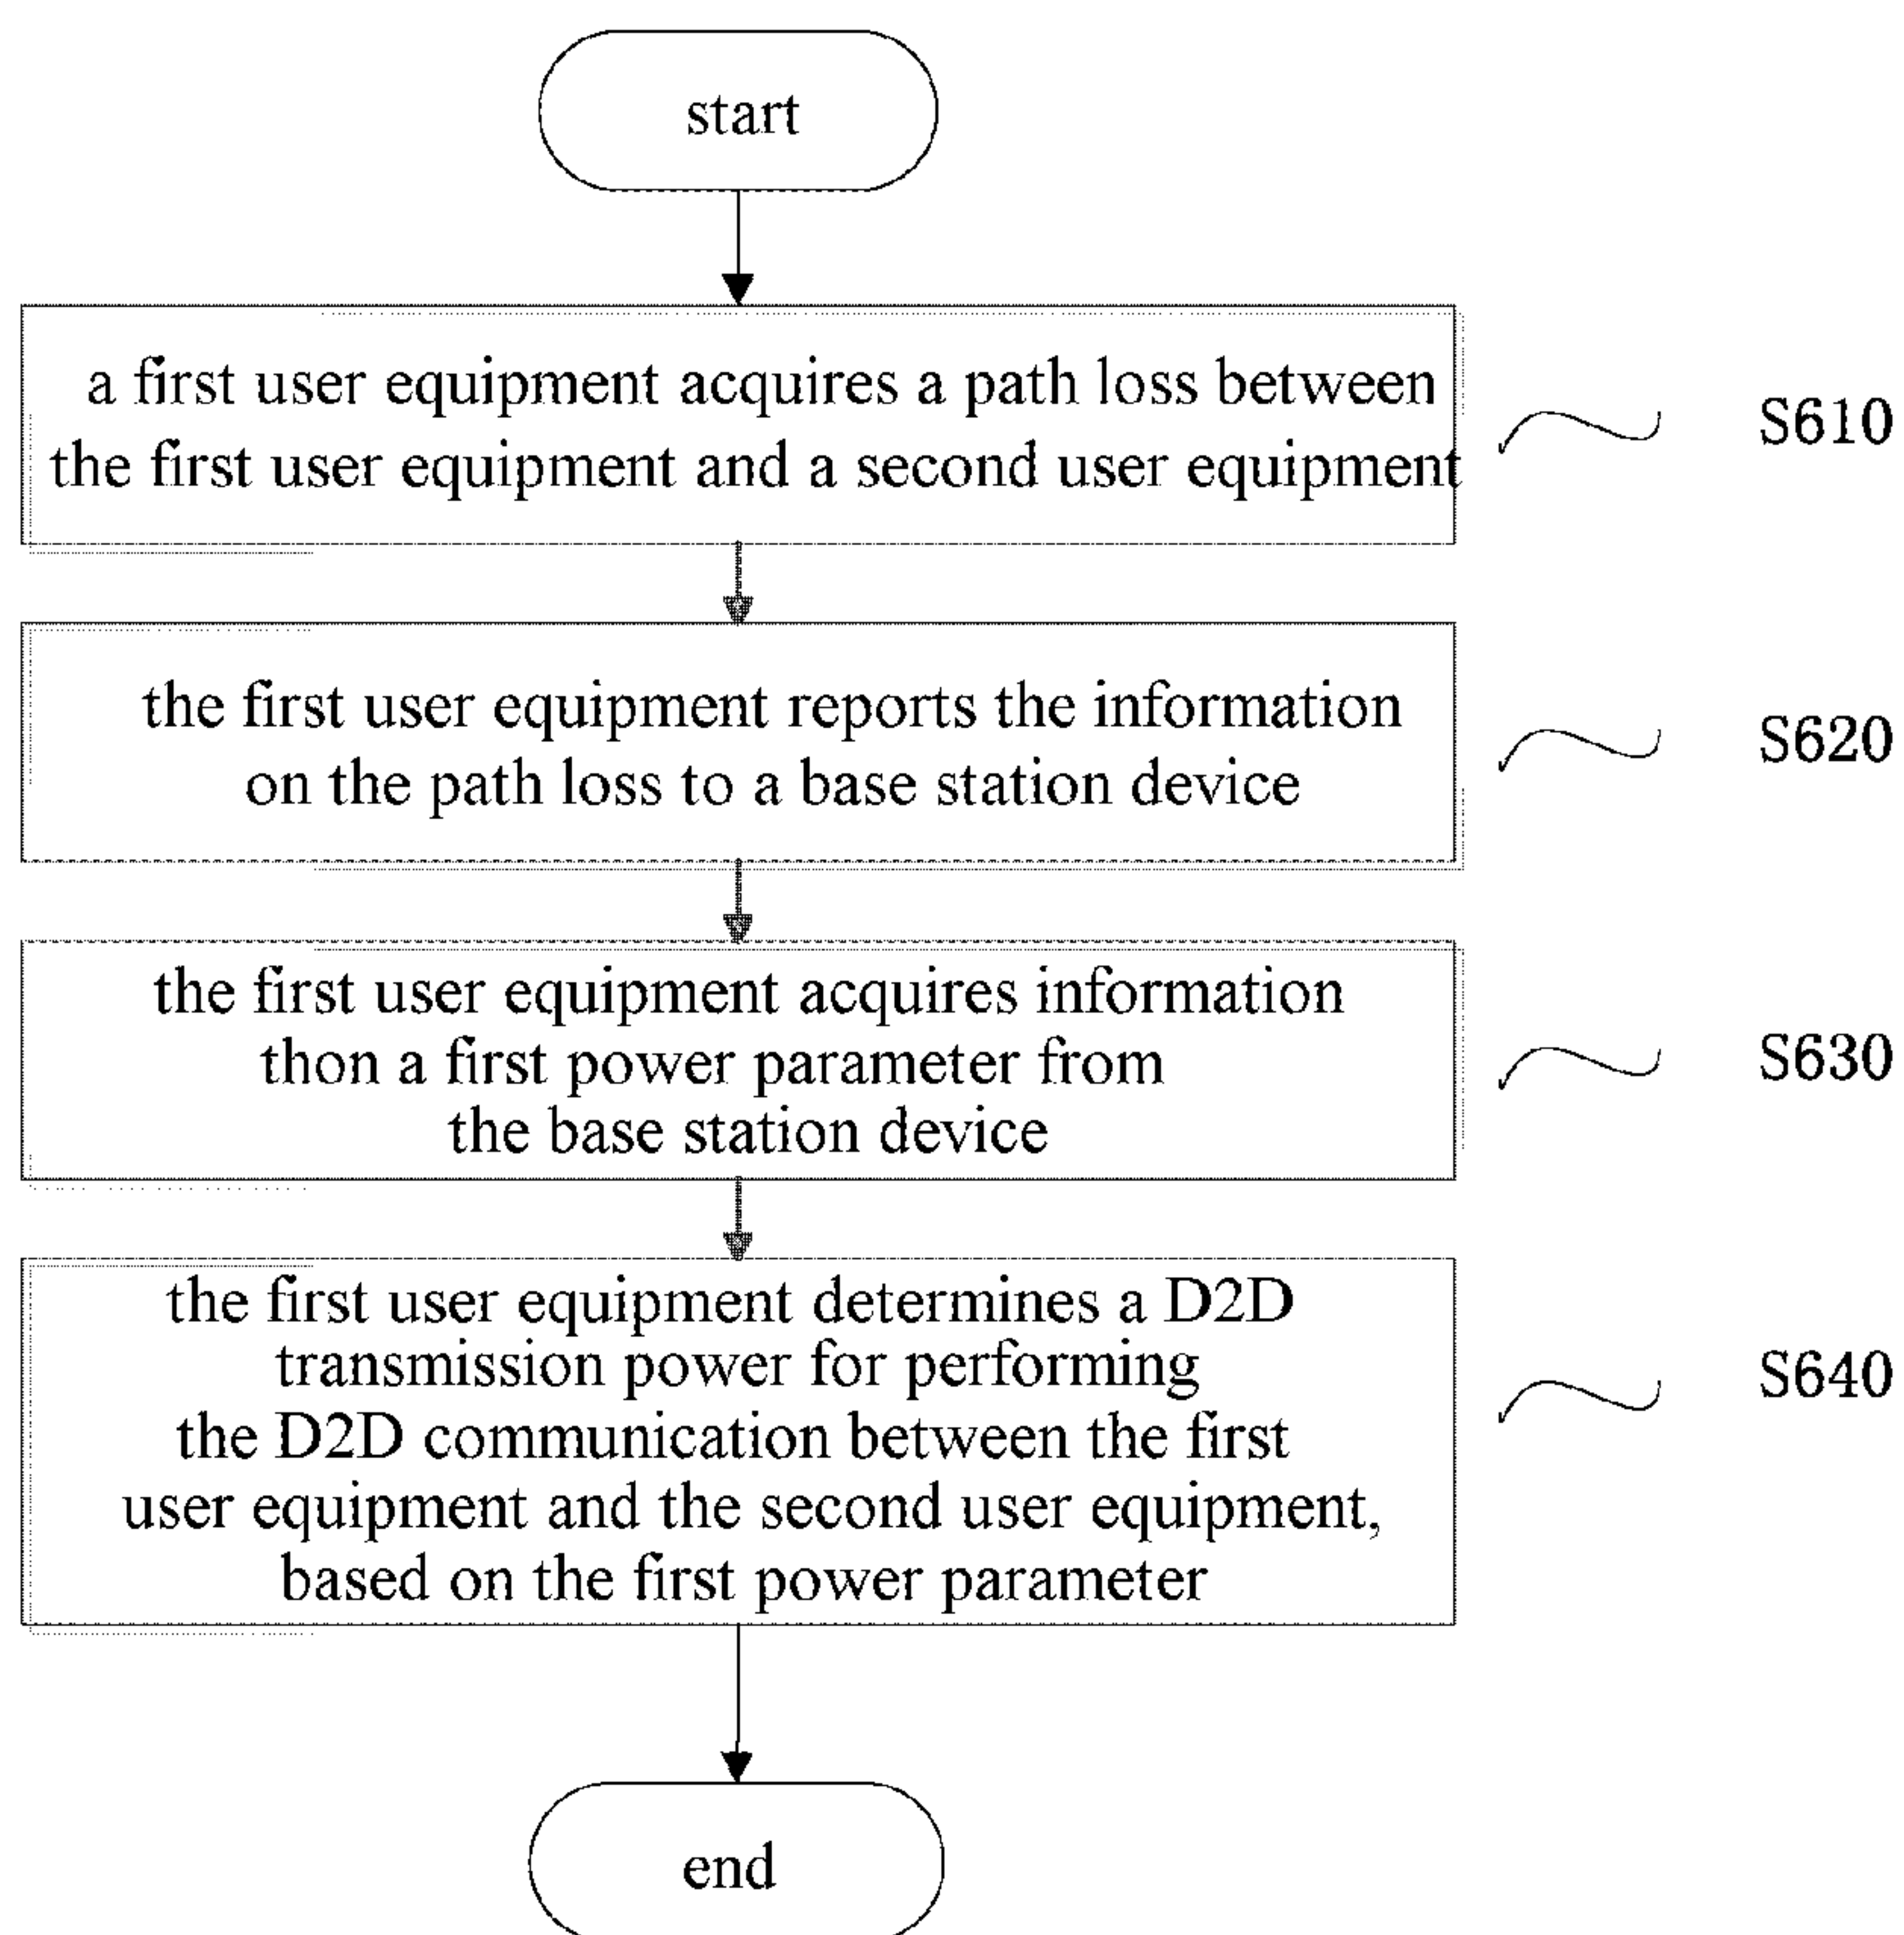 start
a first user equipment acquires a path loss between
the first user equipment and a second user equipment
S610
the first user equipment reports the information
on the path loss to a base station device
S620
the first user equipment acquires information
thon a first power parameter from
the base station device
S630
the first user equipment determines a D2D
transmission power for performing
the D2D communication between the first
user equipment and the second user equipment,
based on the first power parameter
S640
end